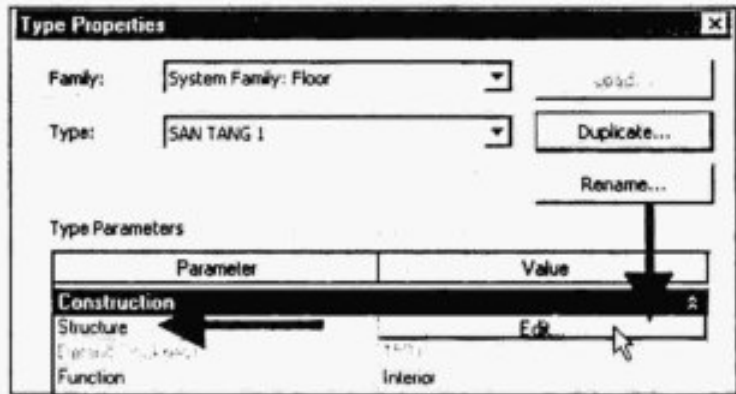 Type Properties
Family: System Family: Floor Load...
Type: SAN TANG 1 Duplicate...
Rename...
Type Parameters
Parameter Value
Construction
Structure Edit...
Function Interior